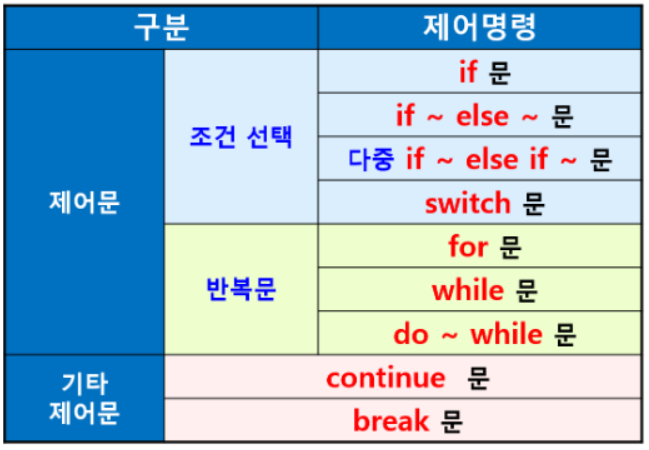 구분 제어명령
제어문
조건 선택
if 문
if ~ else ~ 문
다중 if ~ else if ~ 문
switch 문
반복문
for 문
while 문
do ~ while 문
기타
제어문
continue 문
break 문